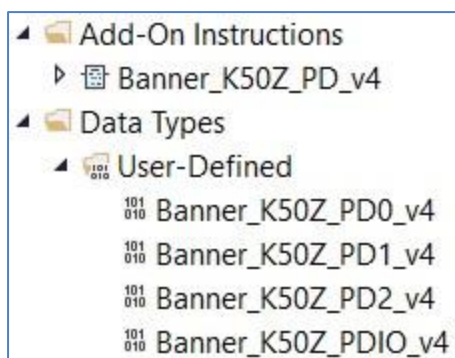 Add-On Instructions
Banner_K50Z_PD_v4
Data Types
User-Defined
Banner_K50Z_PD0_v4
Banner_K50Z_PD1_v4
Banner_K50Z_PD2_v4
Banner_K50Z_PDIO_v4